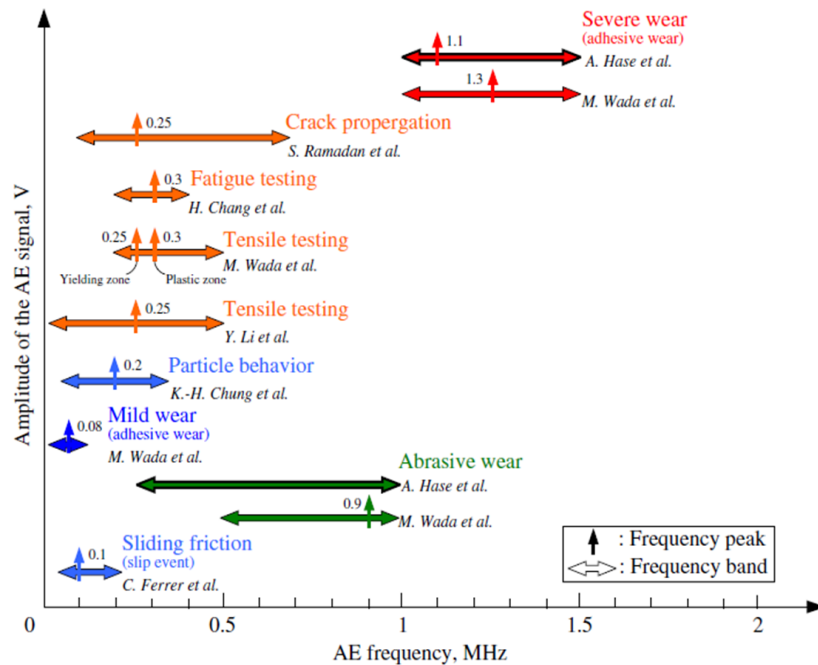 Severe wear
(adhesive wear)
1.1
A. Hase et al.
1.3
M. Wada et al.
0.25
Crack propergation
S. Ramadan et al.
0.3
Fatigue testing
H. Chang et al.
0.25
0.3
Tensile testing
M. Wada et al.
Yielding zone
Plastic zone
0.25
Tensile testing
Y. Li et al.
0.2
Particle behavior
K.-H. Chung et al.
Mild wear
0.08
(adhesive wear)
M. Wada et al.
Abrasive wear
A. Hase et al.
0.9
M. Wada et al.
Sliding friction
0.1
(slip event)
C. Ferrer et al.
: Frequency peak
: Frequency band
Amplitude of the AE signal, V
0
0.5
1
1.5
2
AE frequency, MHz